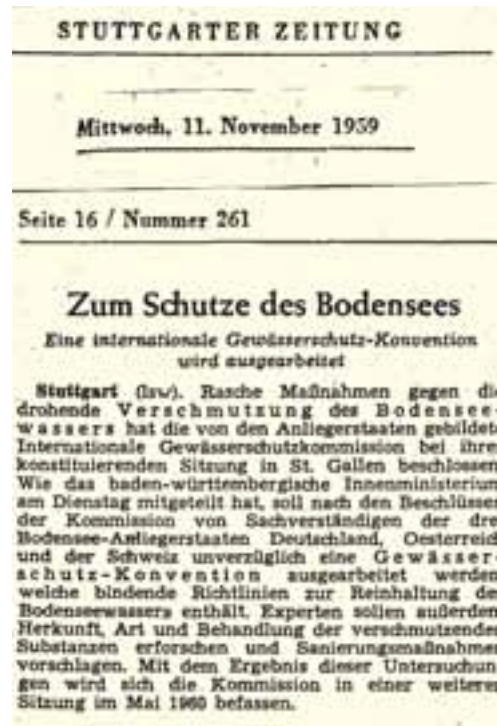 STUTTGARTER ZEITUNG
Mittwoch, 11. November 1959
Seite 16 / Nummer 261
Zum Schutze des Bodensees
Eine internationale Gewässerschutz-Konvention
wird ausgearbeitet
Stuttgart (lsw). Rasche Maßnahmen gegen di
drohende Verschmutzung des Bodensee-
wassers hat die von den Anliegerstaaten gebildet
Internationale Gewässerschutzkommission bei ihre
konstituierenden Sitzung in St. Gallen beschlossen
Wie das baden-württembergische Innenministerium
am Dienstag mitgeteilt hat, soll nach den Beschlüsse
der Kommission von Sachverständigen der dre
Bodensee-Anliegerstaaten Deutschland, Oesterreich
und der Schweiz unverzüglich eine Gewässer-
schutz-Konvention ausgearbeitet werden
welche bindende Richtlinien zur Reinhaltung de
Bodenseewassers enthält. Experten sollen außerdem
Herkunft, Art und Behandlung der verschmutzenden
Substanzen erforschen und Sanierungsmaßnahmen
vorschlagen. Mit dem Ergebnis dieser Untersuchun-
gen wird sich die Kommission in einer weiteren
Sitzung im Mai 1960 befassen.